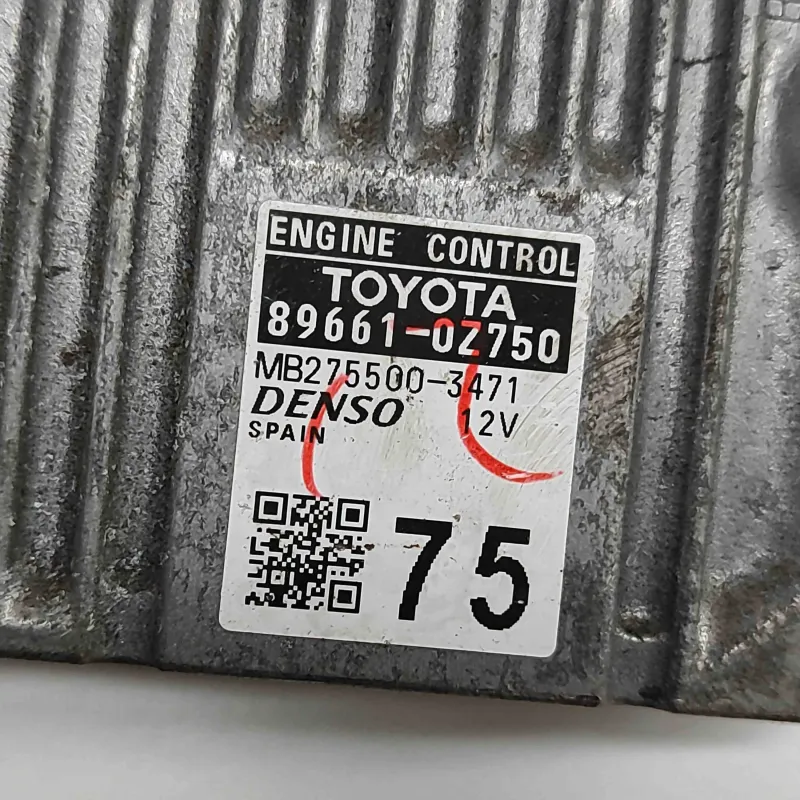 ENGINE CONTROL
TOYOTA
89661-0Z750
MB275500-3471
DENSO 12V
SPAIN
75